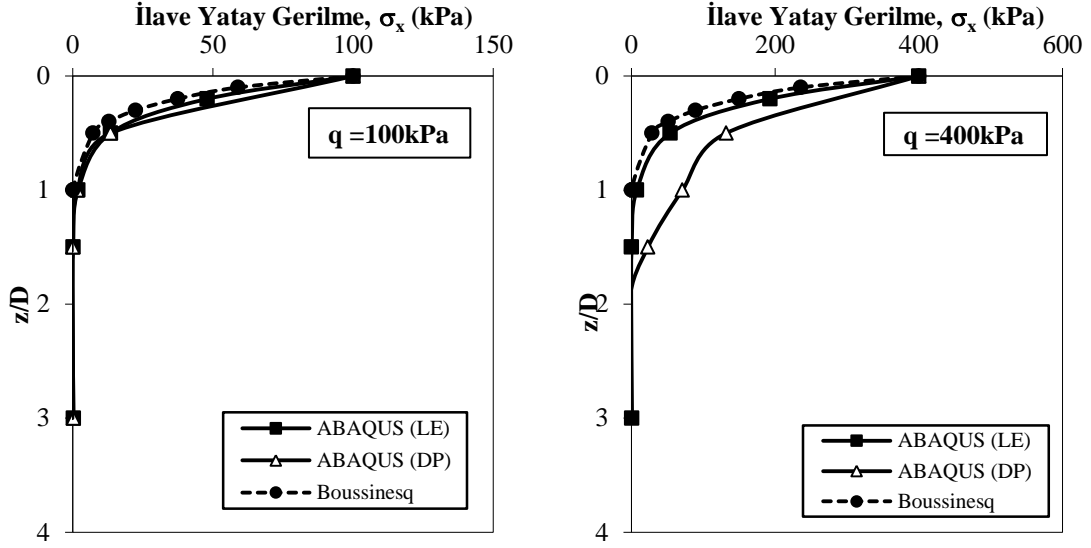 İlave Yatay Gerilme, σx (kPa)
0 50 100 150
0
1
2
3
4
z/D
q =100kPa
ABAQUS (LE)
ABAQUS (DP)
Boussinesq
İlave Yatay Gerilme, σx (kPa)
0 200 400 600
0
1
2
3
4
z/D
q =400kPa
ABAQUS (LE)
ABAQUS (DP)
Boussinesq